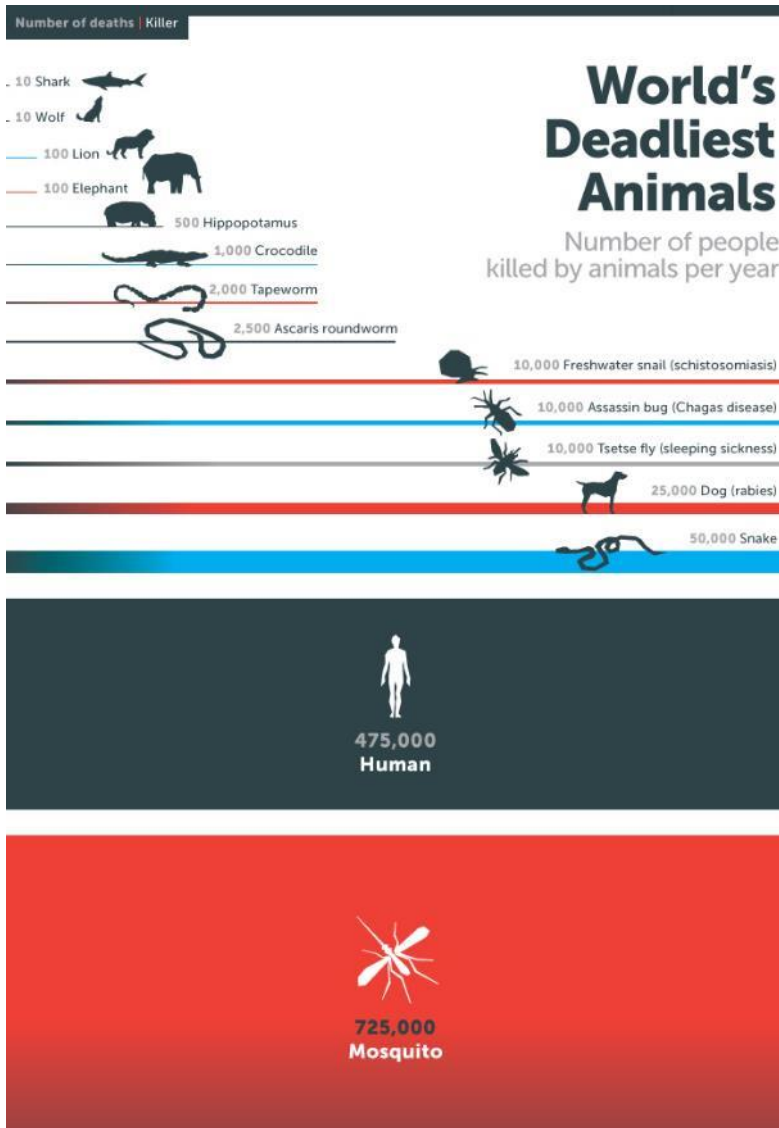 Number of deaths | Killer
World's
Deadliest
Animals
Number of people
killed by animals per year
10 Shark
10 Wolf
100 Lion
100 Elephant
500 Hippopotamus
1,000 Crocodile
2,000 Tapeworm
2,500 Ascaris roundworm
10,000 Freshwater snail (schistosomiasis)
10,000 Assassin bug (Chagas disease)
10,000 Tsetse fly (sleeping sickness)
25,000 Dog (rabies)
50,000 Snake
475,000
Human
725,000
Mosquito